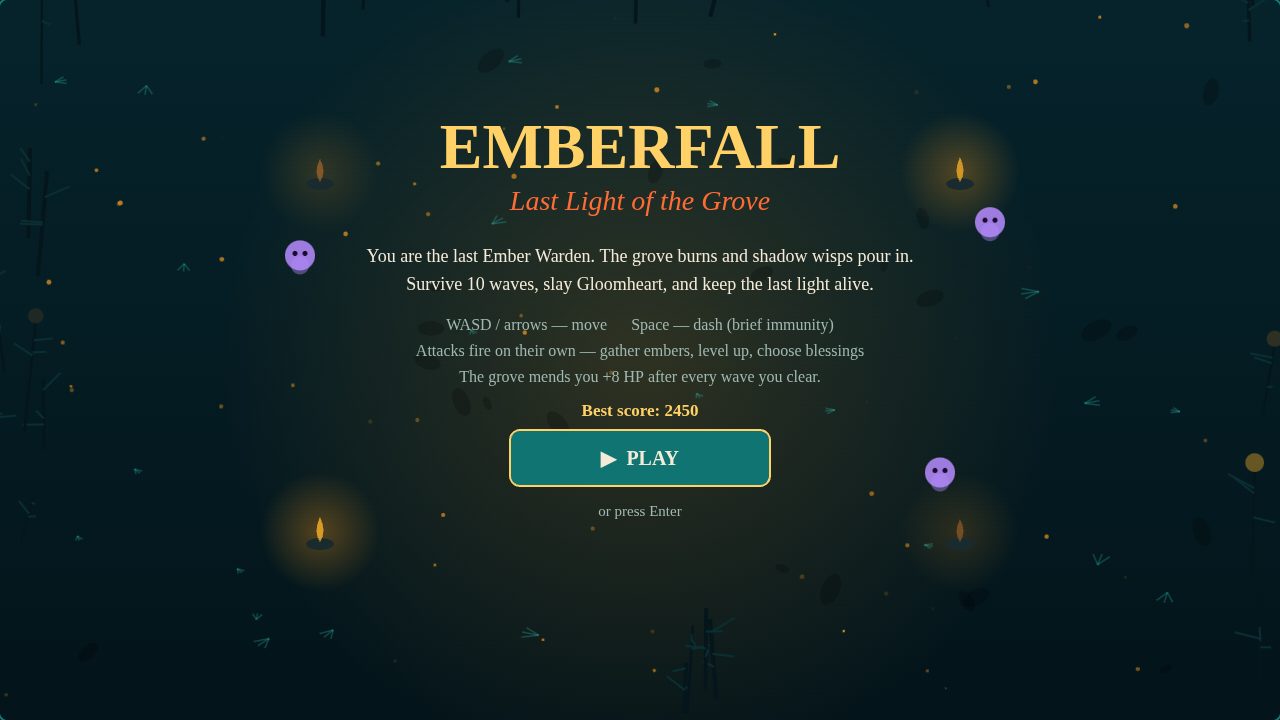 EMBERFALL
Last Light of the Grove
You are the last Ember Warden. The grove burns and shadow wisps pour in.
Survive 10 waves, slay Gloomheart, and keep the last light alive.
WASD / arrows — move Space — dash (brief immunity)
Attacks fire on their own — gather embers, level up, choose blessings
The grove mends you +8 HP after every wave you clear.
Best score: 2450
▶ PLAY
or press Enter